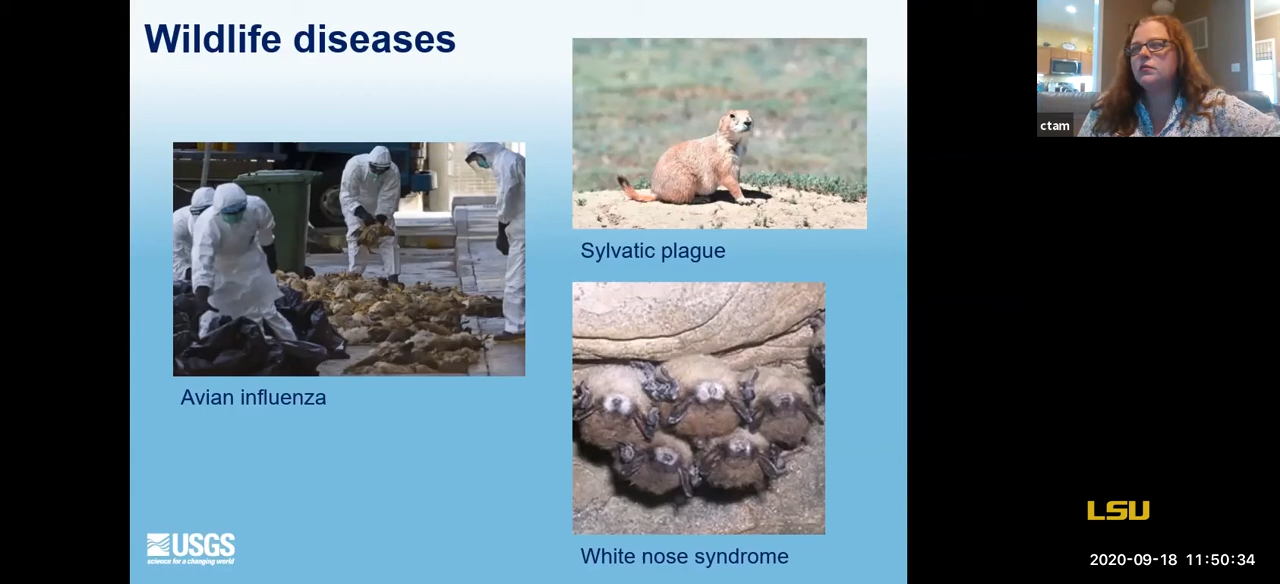 Wildlife diseases
ctam
Sylvatic plague
Avian influenza
White nose syndrome
USGS
science for a changing world
LSU
2020-09-18 11:50:34